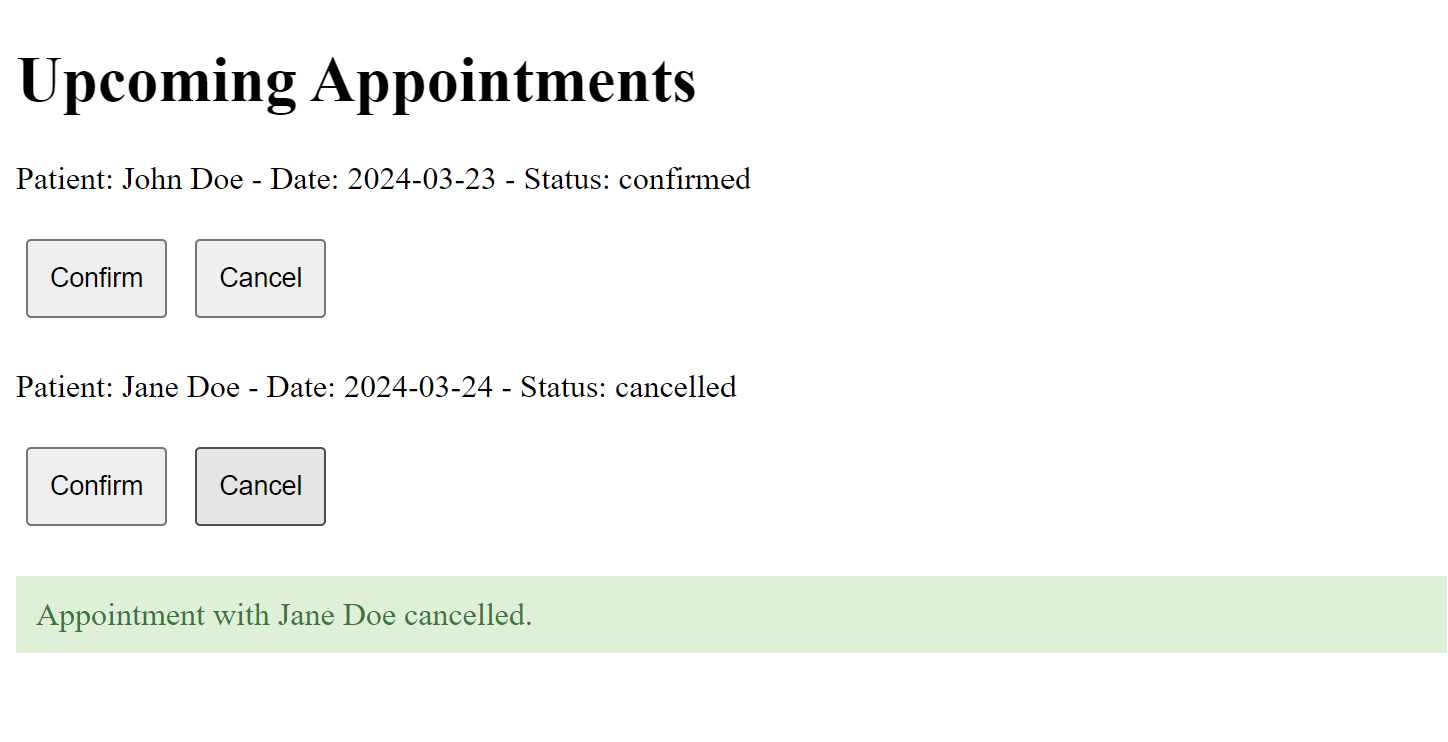 Upcoming Appointments
Patient: John Doe - Date: 2024-03-23 - Status: confirmed
Confirm Cancel
Patient: Jane Doe - Date: 2024-03-24 - Status: cancelled
Confirm Cancel
Appointment with Jane Doe cancelled.